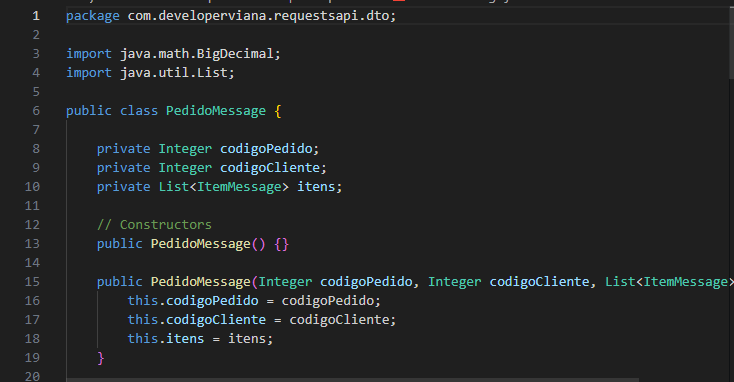 1 package com.developerviana.requestsapi.dto;
2
3 import java.math.BigDecimal;
4 import java.util.List;
5
6 public class PedidoMessage {
7
8 private Integer codigoPedido;
9 private Integer codigoCliente;
10 private List<ItemMessage> itens;
11
12 // Constructors
13 public PedidoMessage() {}
14
15 public PedidoMessage(Integer codigoPedido, Integer codigoCliente, List<ItemMessage>
16 this.codigoPedido = codigoPedido;
17 this.codigoCliente = codigoCliente;
18 this.itens = itens;
19 }
20